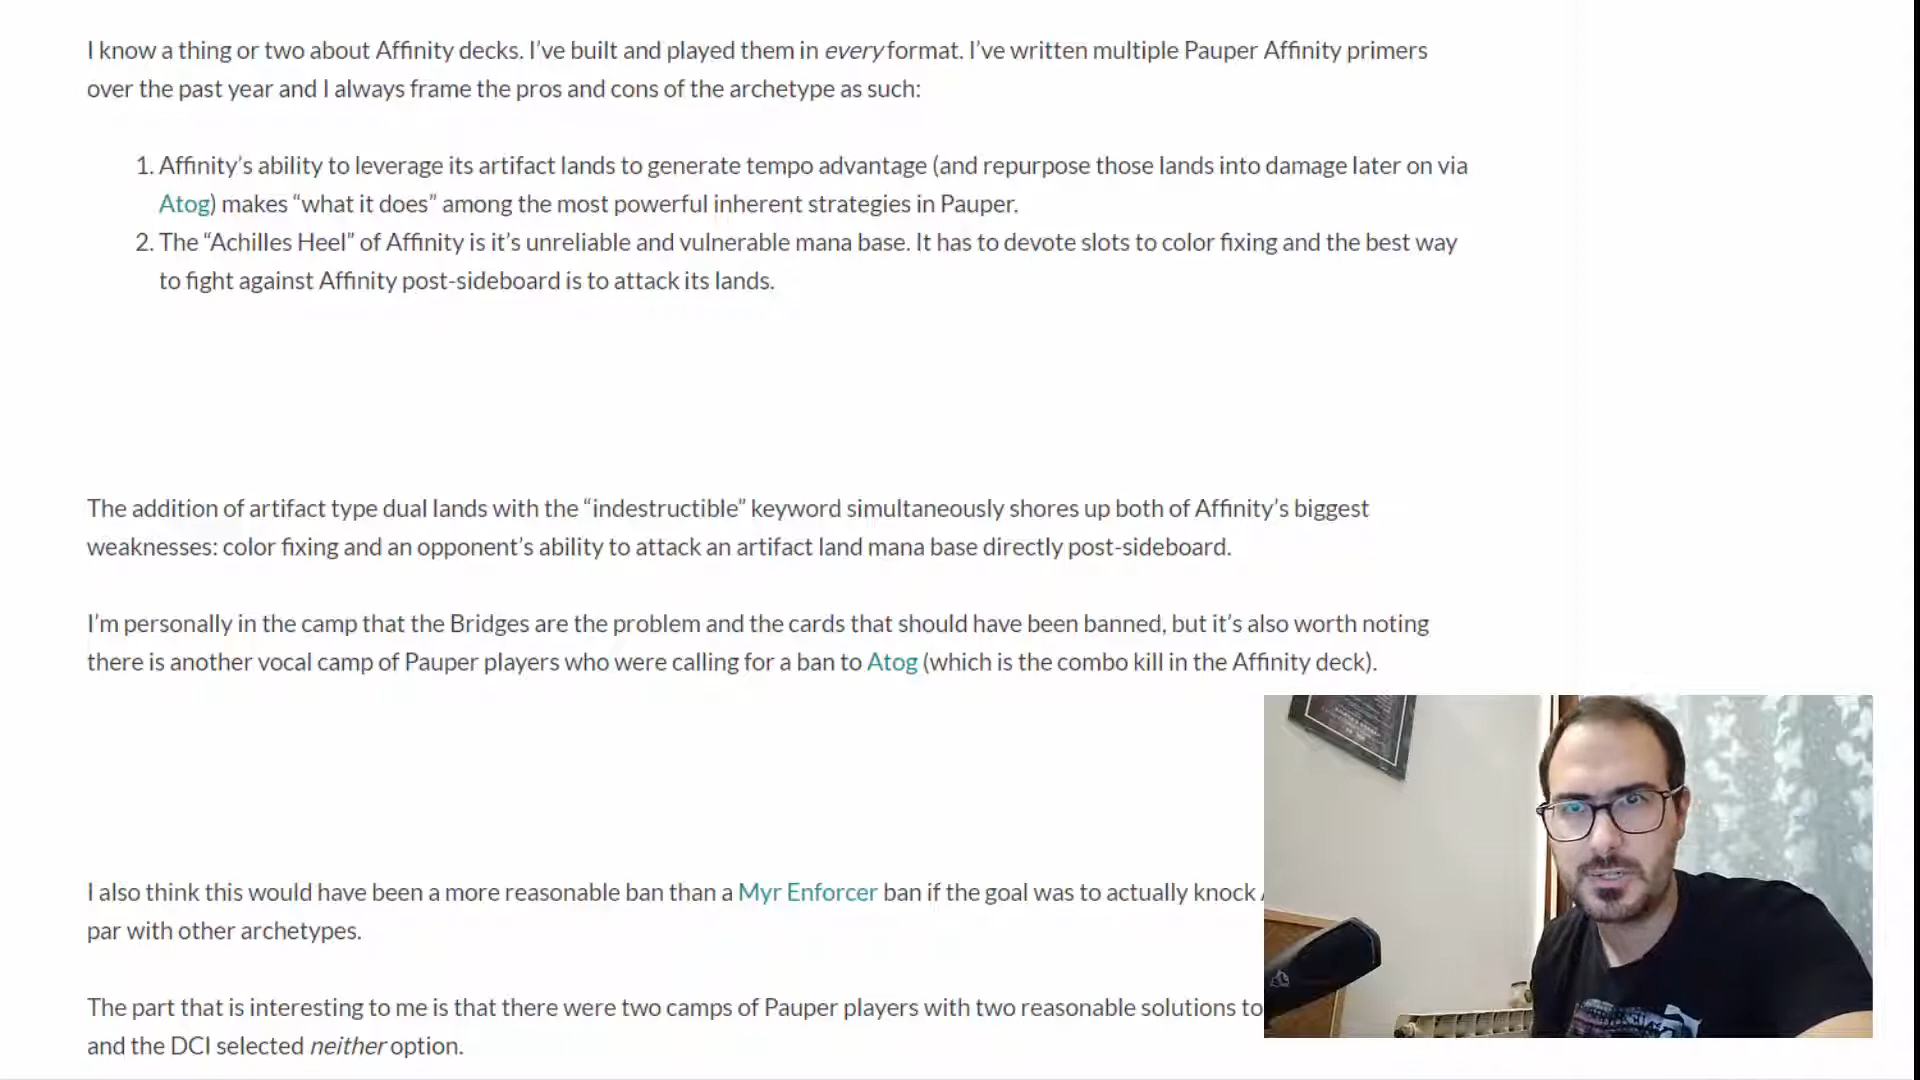 I know a thing or two about Affinity decks. I’ve built and played them in every format. I’ve written multiple Pauper Affinity primers
over the past year and I always frame the pros and cons of the archetype as such:
1. Affinity’s ability to leverage its artifact lands to generate tempo advantage (and repurpose those lands into damage later on via
Atog) makes “what it does” among the most powerful inherent strategies in Pauper.
2. The “Achilles Heel” of Affinity is it’s unreliable and vulnerable mana base. It has to devote slots to color fixing and the best way
to fight against Affinity post-sideboard is to attack its lands.
The addition of artifact type dual lands with the “indestructible” keyword simultaneously shores up both of Affinity’s biggest
weaknesses: color fixing and an opponent’s ability to attack an artifact land mana base directly post-sideboard.
I’m personally in the camp that the Bridges are the problem and the cards that should have been banned, but it’s also worth noting
there is another vocal camp of Pauper players who were calling for a ban to Atog (which is the combo kill in the Affinity deck).
I also think this would have been a more reasonable ban than a Myr Enforcer ban if the goal was to actually knock
par with other archetypes.
The part that is interesting to me is that there were two camps of Pauper players with two reasonable solutions to
and the DCI selected neither option.